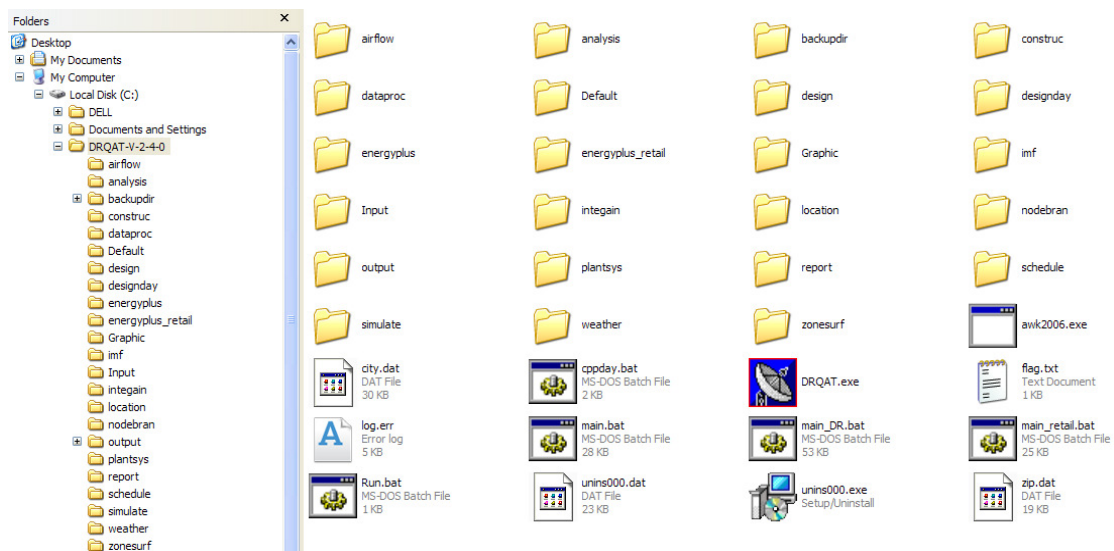 Folders
Desktop
My Documents
My Computer
Local Disk (C:)
DELL
Documents and Settings
DRQAT-V-2-4-0
airflow
analysis
backupdir
construc
dataproc
Default
design
designday
energyplus
energyplus_retail
Graphic
imf
Input
integain
location
nodebran
output
plantsys
report
schedule
simulate
weather
zonesurf
airflow
analysis
backupdir
construc
dataproc
Default
design
designday
energyplus
energyplus_retail
Graphic
imf
Input
integain
location
nodebran
output
plantsys
report
schedule
simulate
weather
zonesurf
awk2006.exe
city.dat
DAT File
30 KB
cppday.bat
MS-DOS Batch File
2 KB
DRQAT.exe
flag.txt
Text Document
1 KB
log.err
Error log
5 KB
main.bat
MS-DOS Batch File
28 KB
main_DR.bat
MS-DOS Batch File
53 KB
main_retail.bat
MS-DOS Batch File
25 KB
Run.bat
MS-DOS Batch File
1 KB
unins000.dat
DAT File
23 KB
unins000.exe
Setup/Uninstall
zip.dat
DAT File
19 KB